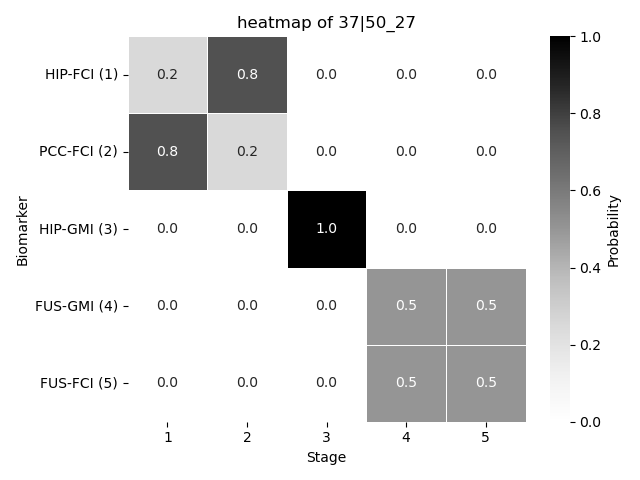 heatmap of 37|50_27
HIP-FCI (1) 0.2 0.8 0.0 0.0 0.0
PCC-FCI (2) 0.8 0.2 0.0 0.0 0.0
HIP-GMI (3) 0.0 0.0 1.0 0.0 0.0
FUS-GMI (4) 0.0 0.0 0.0 0.5 0.5
FUS-FCI (5) 0.0 0.0 0.0 0.5 0.5
Biomarker
1 2 3 4 5
Stage
1.0
0.8
0.6
0.4
0.2
0.0
Probability